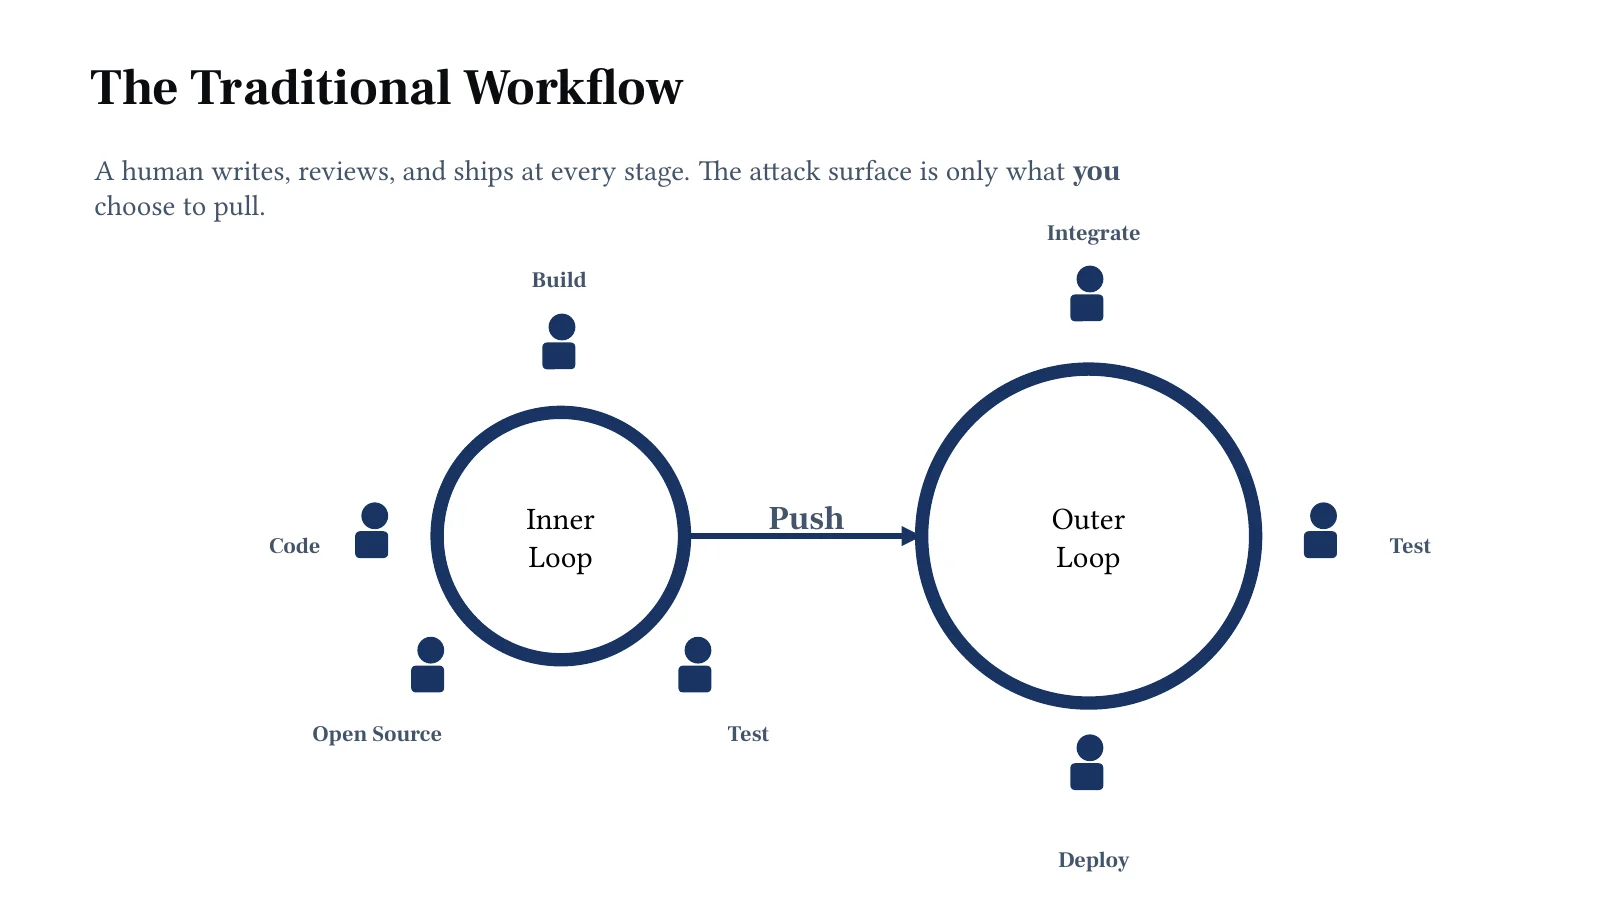 The Traditional Workflow
A human writes, reviews, and ships at every stage. The attack surface is only what you
choose to pull.
Integrate
Build
Inner
Loop
Push
Outer
Loop
Code
Test
Open Source
Test
Deploy